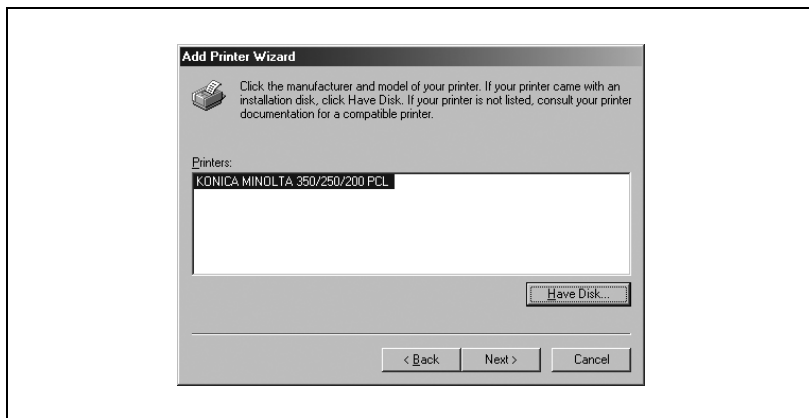 Add Printer Wizard
Click the manufacturer and model of your printer. If your printer came with an
installation disk, click Have Disk. If your printer is not listed, consult your printer
documentation for a compatible printer.
Printers:
KONICA MINOLTA 350/250/200 PCL
Have Disk...
< Back
Next >
Cancel